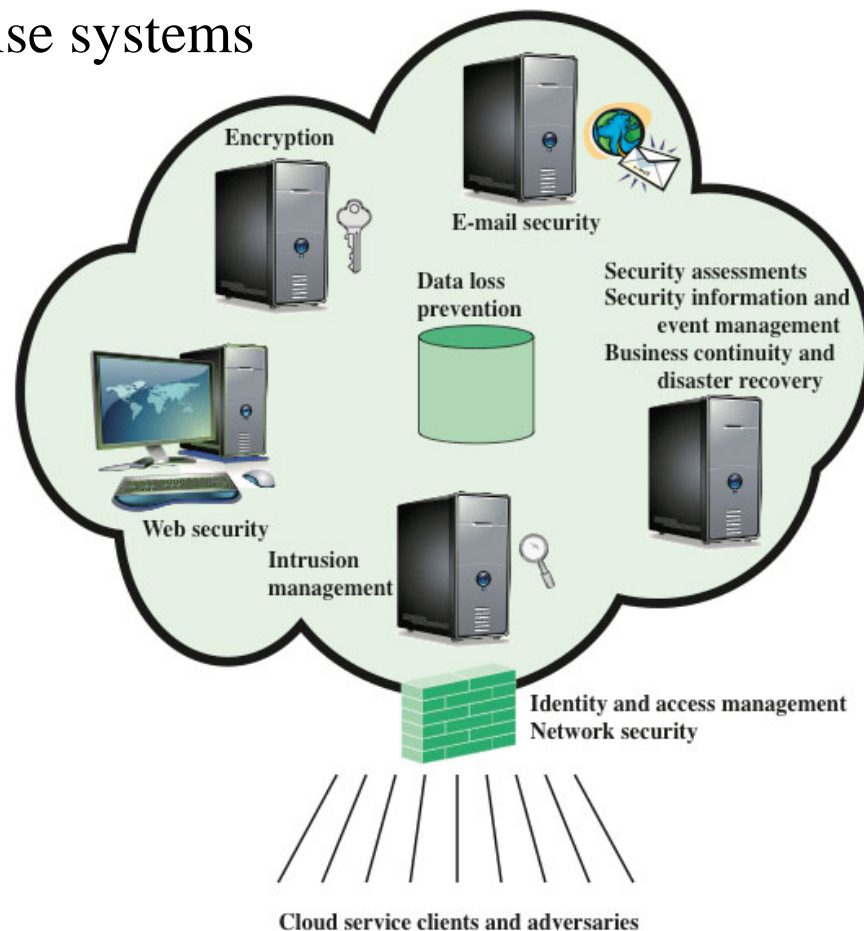 se systems
Encryption
E-mail security
Data loss
prevention
Security assessments
Security information and
event management
Business continuity and
disaster recovery
Web security
Intrusion
management
Identity and access management
Network security
Cloud service clients and adversaries